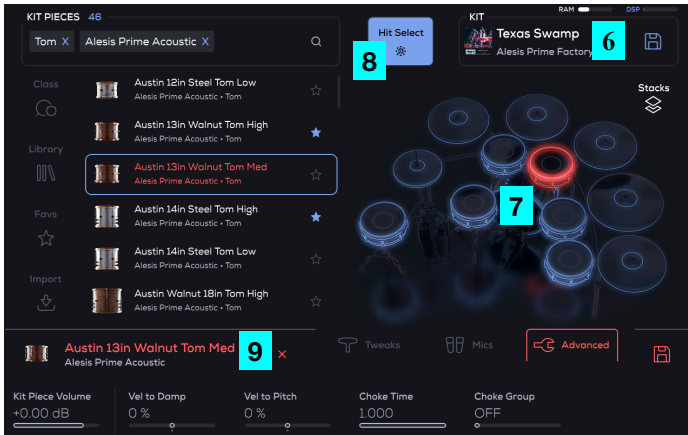 KIT PIECES 46
Tom X
Alesis Prime Acoustic X
Hit Select
8
RAM
DSP
KIT
Texas Swamp
Alesis Prime Factory
6
Class
Library
Favs
Import
Austin 12in Steel Tom Low
Alesis Prime Acoustic • Tom
Austin 13in Walnut Tom High
Alesis Prime Acoustic • Tom
Austin 13in Walnut Tom Med
Alesis Prime Acoustic • Tom
Austin 14in Steel Tom High
Alesis Prime Acoustic • Tom
Austin 14in Steel Tom Low
Alesis Prime Acoustic • Tom
Austin Walnut 18in Tom High
Alesis Prime Acoustic • Tom
Stacks
7
Austin 13in Walnut Tom Med
Alesis Prime Acoustic
9
Tweaks
Mics
Advanced
Kit Piece Volume
+0.00 dB
Vel to Damp
0 %
Vel to Pitch
0 %
Choke Time
1.000
Choke Group
OFF